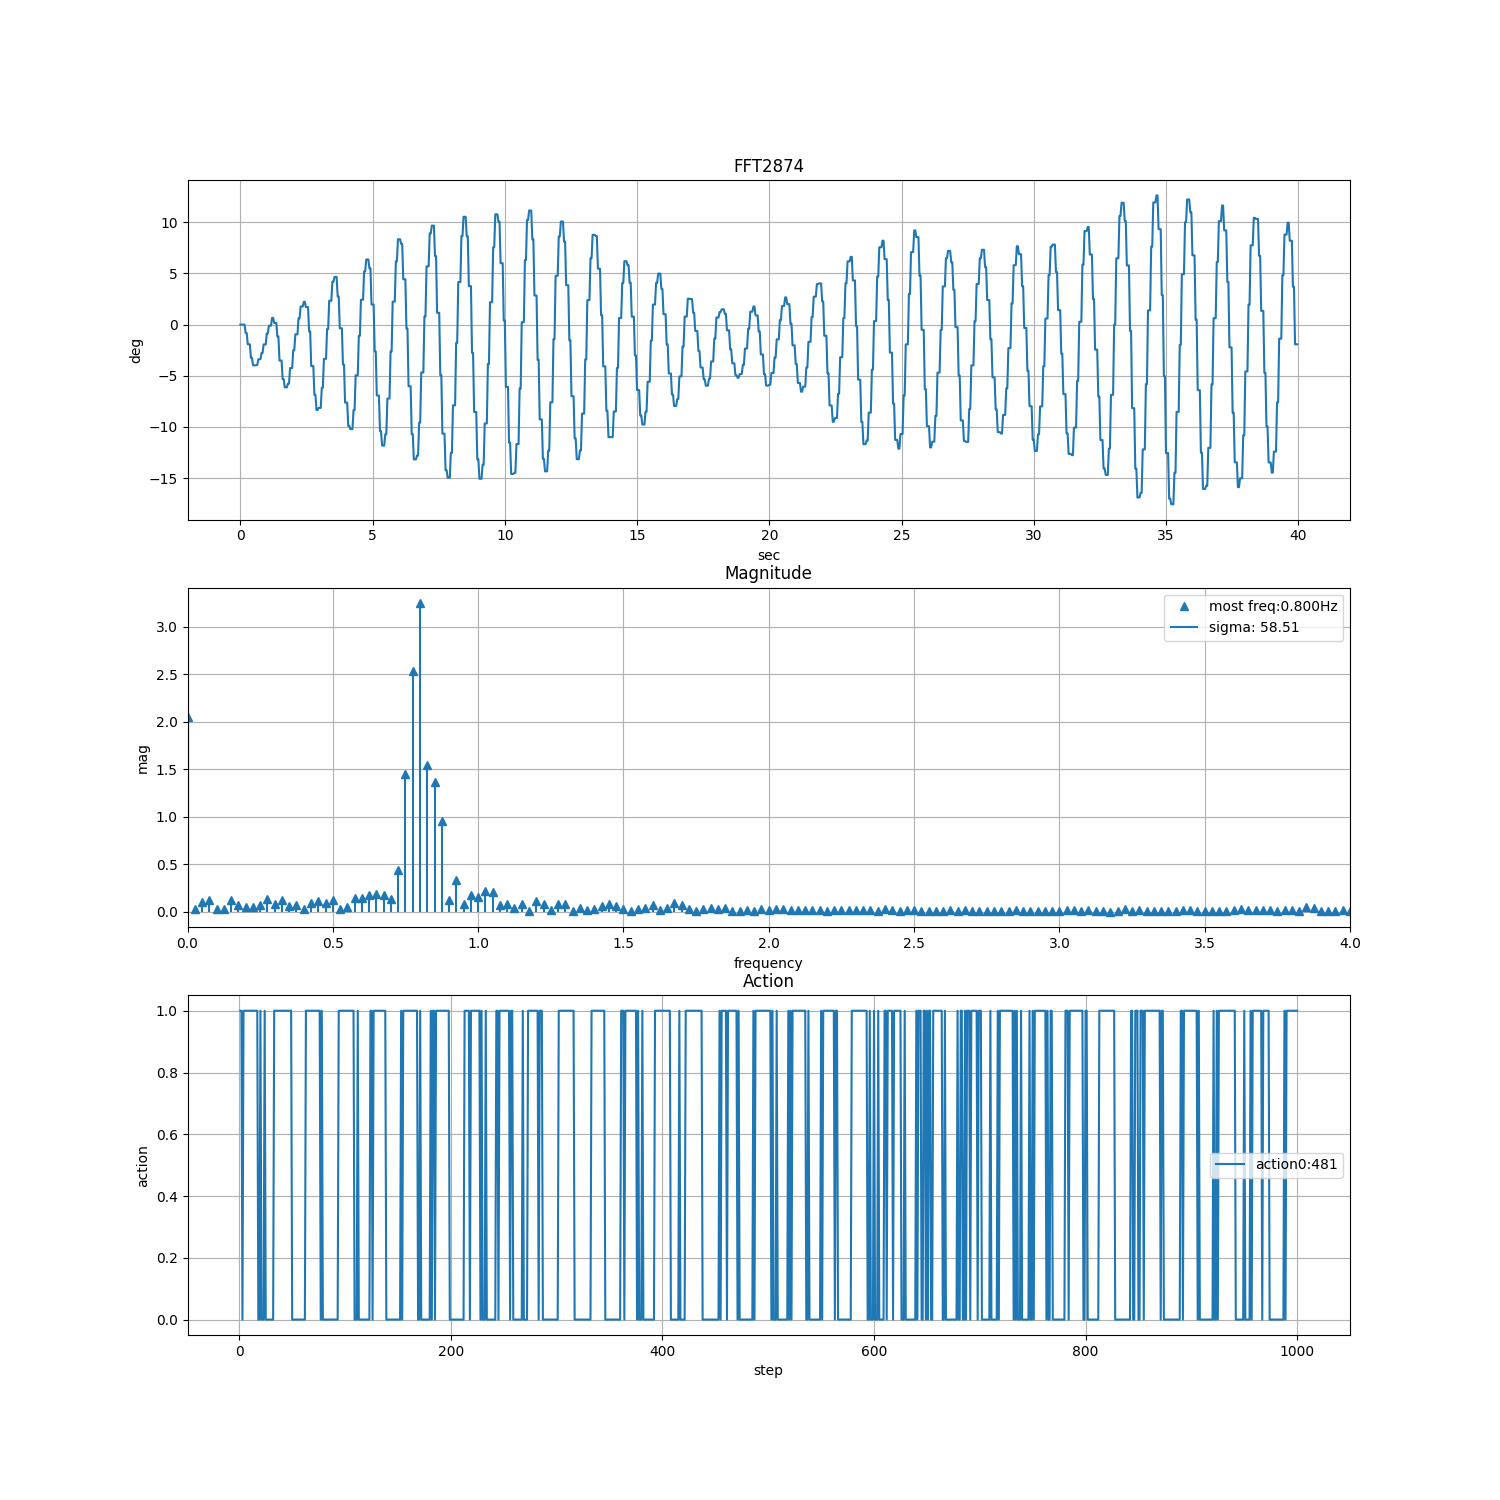 FFT2874
10
5
0
−5
−10
−15
deg
0 5 10 15 20 25 30 35 40
sec
Magnitude
most freq:0.800Hz
sigma: 58.51
3.0
2.5
2.0
1.5
1.0
0.5
0.0
mag
0.0 0.5 1.0 1.5 2.0 2.5 3.0 3.5 4.0
frequency
Action
1.0
0.8
0.6
0.4
0.2
0.0
action
action0:481
0 200 400 600 800 1000
step